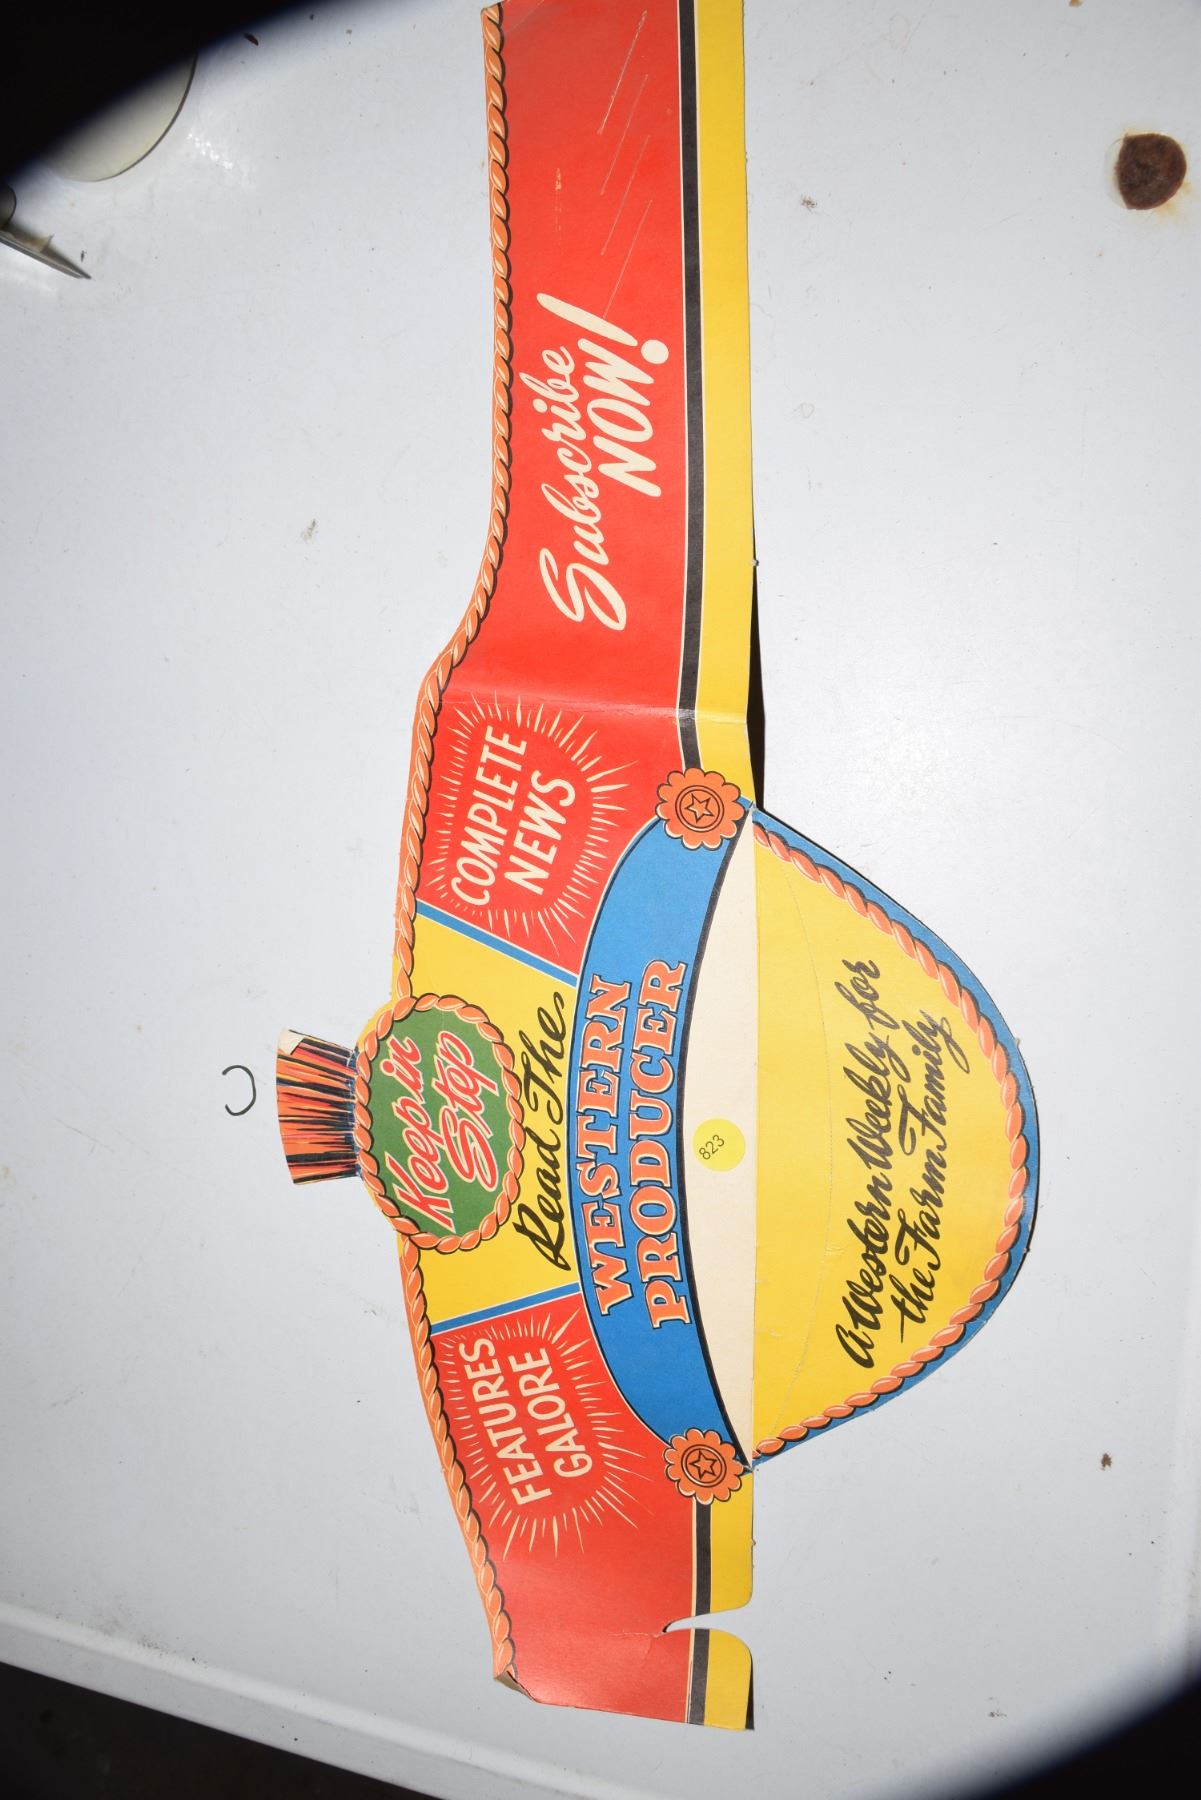 Keep in
Step
Read The
WESTERN
PRODUCER
FEATURES
GALORE
COMPLETE
NEWS
Subscribe
NOW!
823
A Western Weekly for
the Farm Family